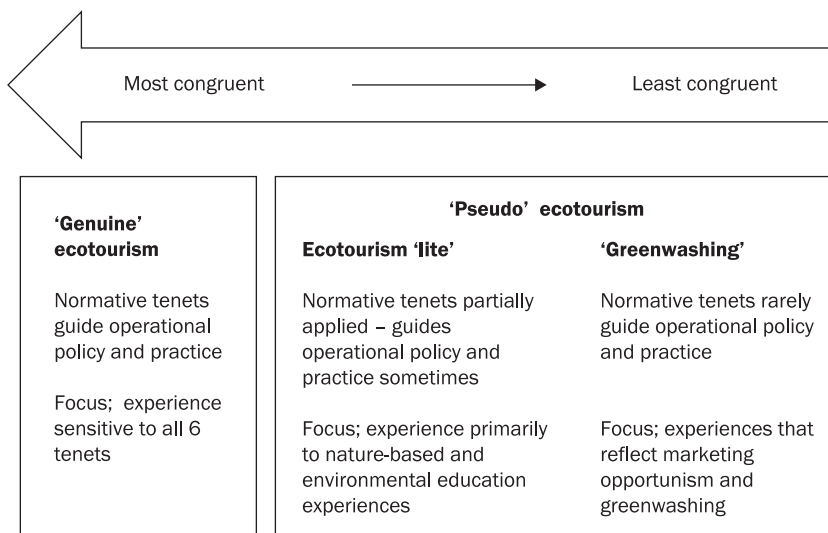 Most congruent
Least congruent
‘Genuine’
ecotourism
Normative tenets
guide operational
policy and practice
Focus; experience
sensitive to all 6
tenets
‘Pseudo’ ecotourism
Ecotourism ‘lite’
Normative tenets partially
applied – guides
operational policy and
practice sometimes
Focus; experience primarily
to nature-based and
environmental education
experiences
‘Greenwashing’
Normative tenets rarely
guide operational policy
and practice
Focus; experiences that
reflect marketing
opportunism and
greenwashing